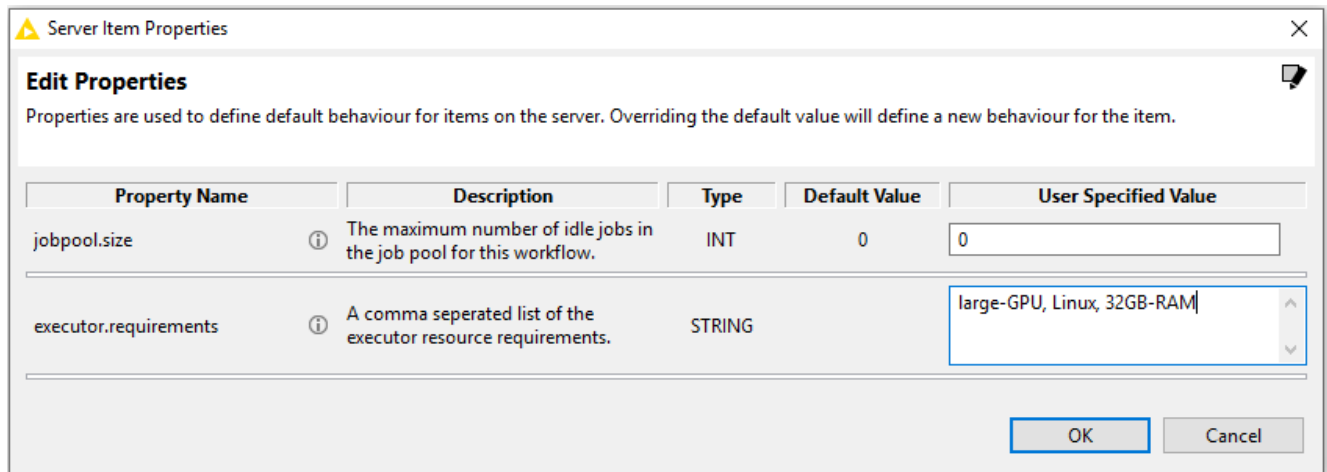 Server Item Properties
Edit Properties
Properties are used to define default behaviour for items on the server. Overriding the default value will define a new behaviour for the item.
Property Name Description Type Default Value User Specified Value
jobpool.size The maximum number of idle jobs in the job pool for this workflow. INT 0 0
executor.requirements A comma seperated list of the executor resource requirements. STRING large-GPU, Linux, 32GB-RAM
OK Cancel